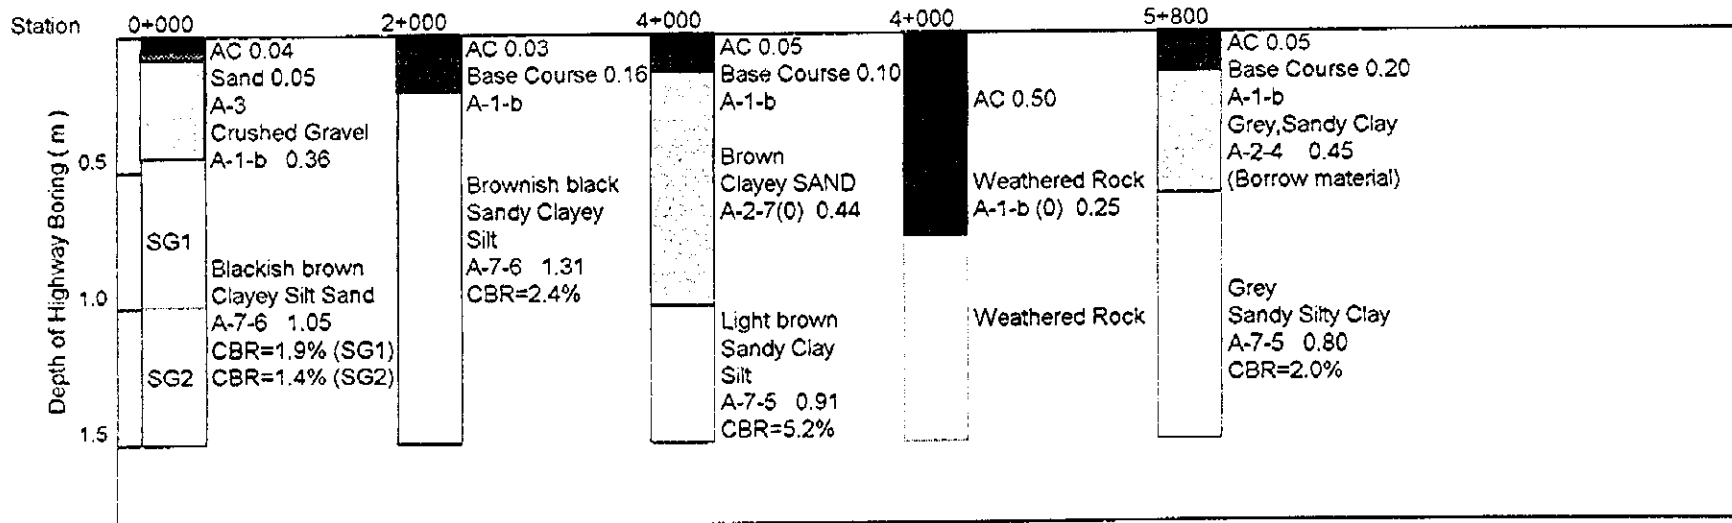 Station
0+000
2+000
4+000
4+000
5+800
Depth of Highway Boring ( m )
0.5
1.0
1.5
AC 0.04
Sand 0.05
A-3
Crushed Gravel
A-1-b 0.36
SG1
SG2
Blackish brown
Clayey Silt Sand
A-7-6 1.05
CBR=1.9% (SG1)
CBR=1.4% (SG2)
AC 0.03
Base Course 0.16
A-1-b
Brownish black
Sandy Clayey
Silt
A-7-6 1.31
CBR=2.4%
AC 0.05
Base Course 0.10
A-1-b
Brown
Clayey SAND
A-2-7(0) 0.44
Light brown
Sandy Clay
Silt
A-7-5 0.91
CBR=5.2%
AC 0.50
Weathered Rock
A-1-b (0) 0.25
Weathered Rock
AC 0.05
Base Course 0.20
A-1-b
Grey,Sandy Clay
A-2-4 0.45
(Borrow material)
Grey
Sandy Silty Clay
A-7-5 0.80
CBR=2.0%